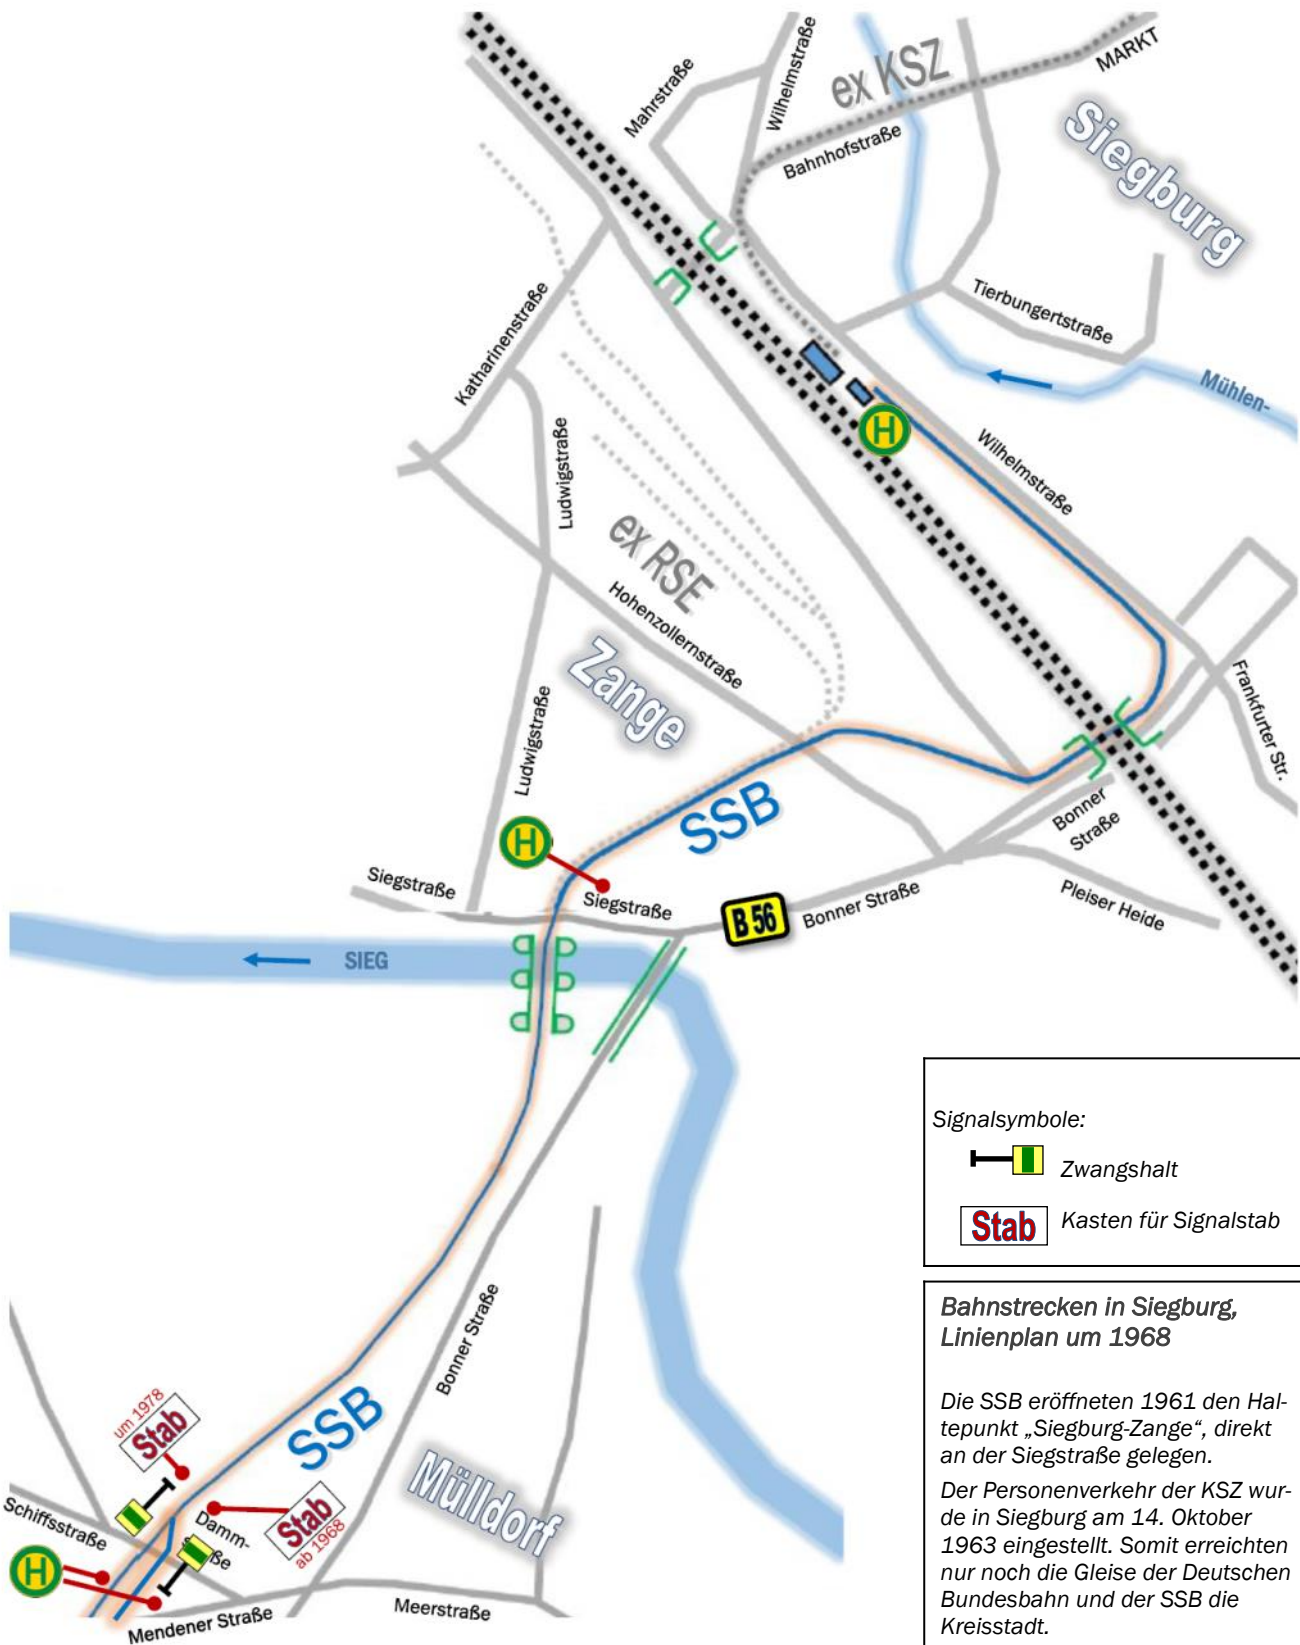 MARKT
Wilhelmstraße
Mahrstraße
ex KSZ
Bahnhofstraße
Siegburg
Tierbungertstraße
Katharinenstraße
Mühlen-
H
Ludwigstraße
Wilhelmstraße
ex RSE
Hohenzollernstraße
Zange
Frankfurter Str.
Ludwigstraße
SSB
Bonner
Straße
H
Siegstraße
Siegstraße
B 56
Bonner Straße
Pleiser Heide
SIEG
Signalsymbole:
Zwangshalt
Stab
Kasten für Signalstab
Bahnstrecken in Siegburg,
Linienplan um 1968
Die SSB eröffneten 1961 den Hal-
tepunkt „Siegburg-Zange“, direkt
an der Siegstraße gelegen.
Der Personenverkehr der KSZ wur-
de in Siegburg am 14. Oktober
1963 eingestellt. Somit erreichten
nur noch die Gleise der Deutschen
Bundesbahn und der SSB die
Kreisstadt.
Bonner Straße
um 1978
Stab
SSB
Mülldorf
Schiffsstraße
Damm-
ße
Stab
ab 1968
H
Mendener Straße
Meerstraße